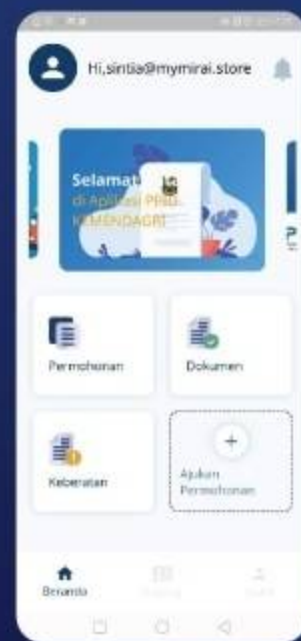 Hi,sintia@mymirai.store
Selamat
di Aplikasi PPID
KEMENDAGRI
Permohonan
Dokumen
Keberatan
Ajukan
Permohonan
Beranda